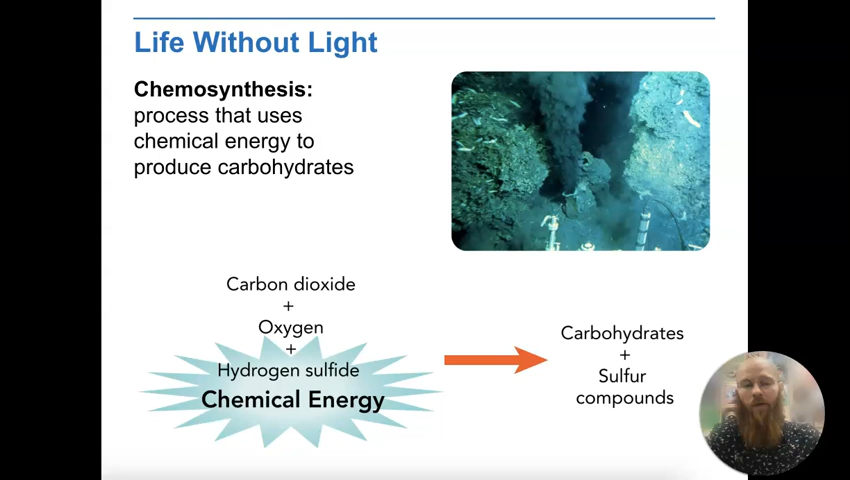 Life Without Light
Chemosynthesis:
process that uses
chemical energy to
produce carbohydrates
Carbon dioxide
+
Oxygen
+
Hydrogen sulfide
Chemical Energy
Carbohydrates
+
Sulfur
compounds